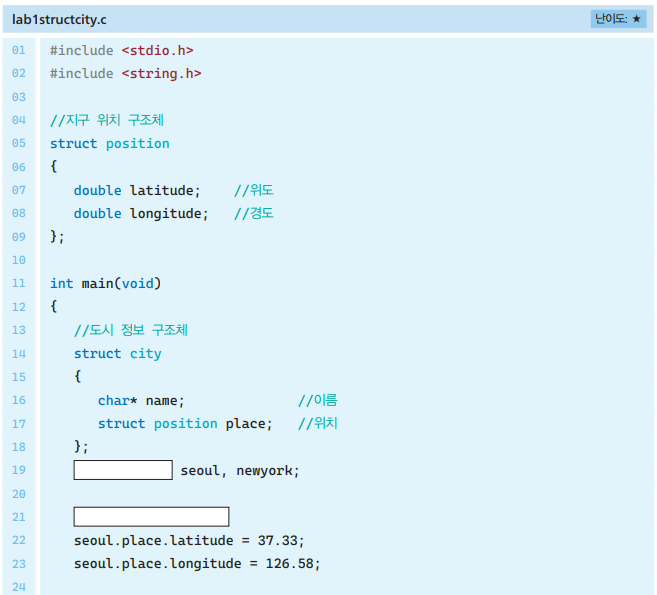 lab1structcity.c 난이도: ★
01 #include <stdio.h>
02 #include <string.h>
03
04 //지구 위치 구조체
05 struct position
06 {
07    double latitude;    //위도
08    double longitude;   //경도
09 };
10
11 int main(void)
12 {
13    //도시 정보 구조체
14    struct city
15    {
16       char* name;              //이름
17       struct position place;   //위치
18    };
19    seoul, newyork;
20
21
22    seoul.place.latitude = 37.33;
23    seoul.place.longitude = 126.58;
24